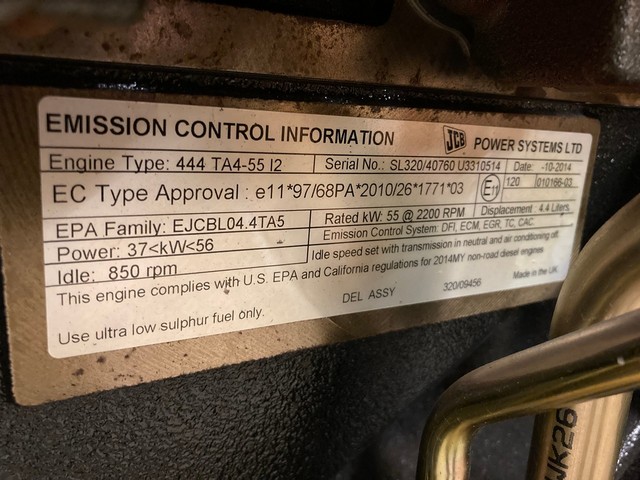 EMISSION CONTROL INFORMATION JCB POWER SYSTEMS LTD
Engine Type: 444 TA4-55 I2 Serial No.: SL320/40760 U3310514 Date: -10-2014
EC Type Approval : e11*97/68PA*2010/26*1771*03 E11 120 010166-03
EPA Family: EJCBL04.4TA5 Rated kW: 55 @ 2200 RPM Displacement: 4.4 Liters
Power: 37<kW<56 Emission Control System: DFI, ECM, EGR, TC, CAC
Idle: 850 rpm Idle speed set with transmission in neutral and air conditioning off.
This engine complies with U.S. EPA and California regulations for 2014MY non-road diesel engines
DEL ASSY 320/09456 Made in the UK
Use ultra low sulphur fuel only.
JK26